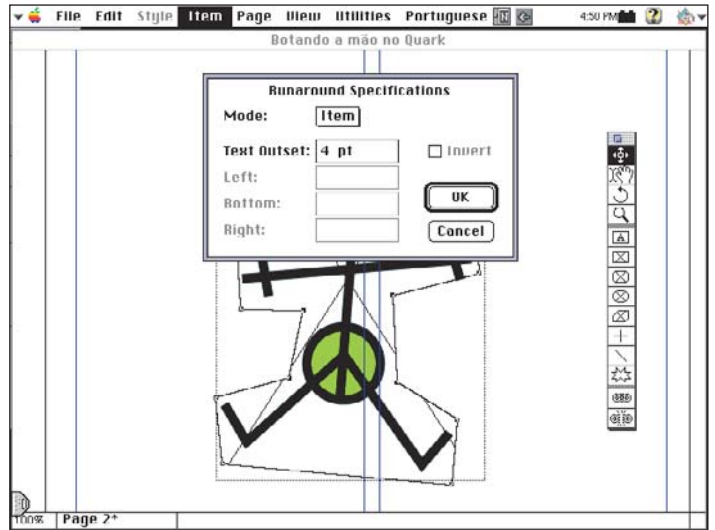 File Edit Style Item Page View Utilities Portuguese 4:50 PM
Botando a mão no Quark
Runaround Specifications
Mode: Item
Text Outset: 4 pt Invert
Left:
Bottom: OK
Right: Cancel
100% Page 2*